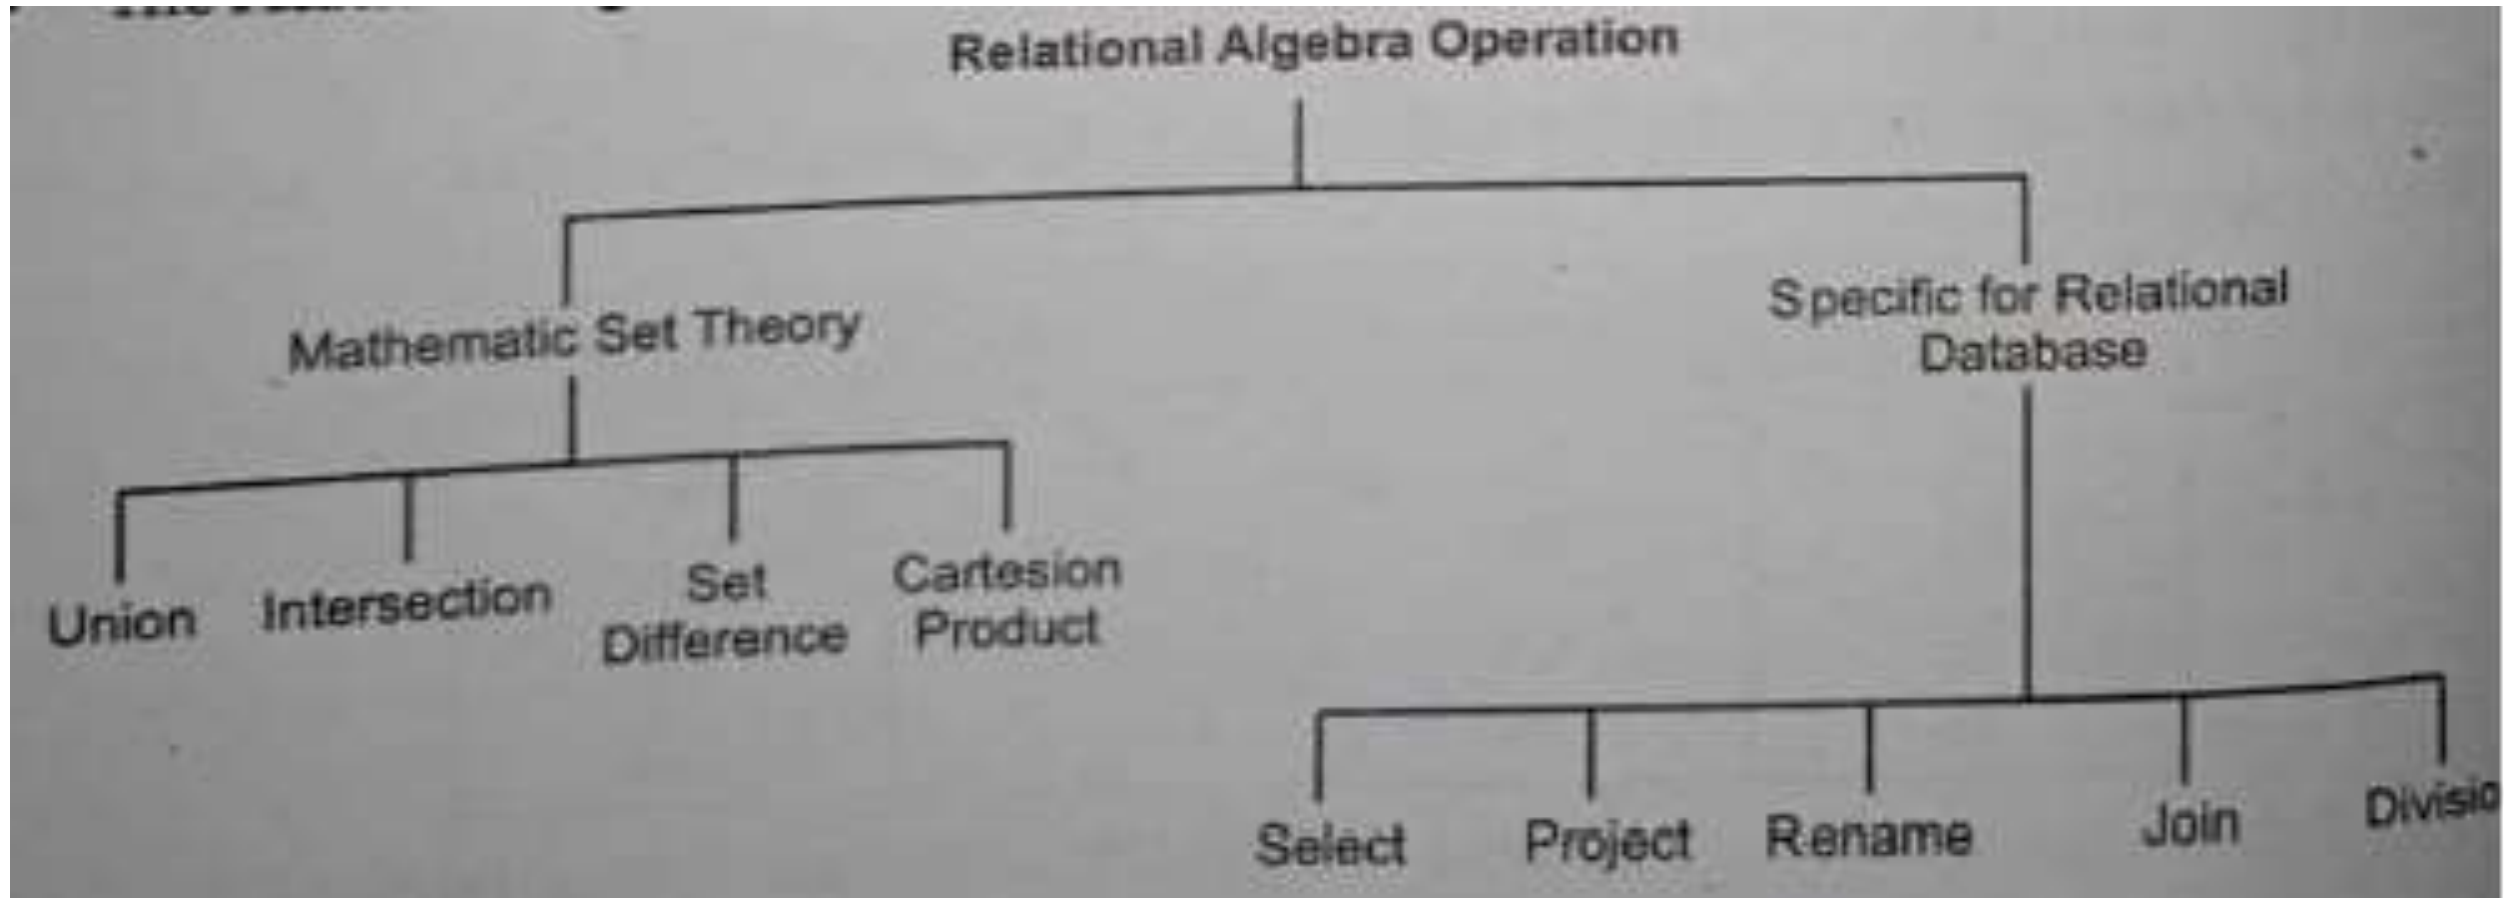 Relational Algebra Operation
Mathematic Set Theory
Specific for Relational
Database
Union
Intersection
Set
Difference
Cartesion
Product
Select
Project
Rename
Join
Divisio